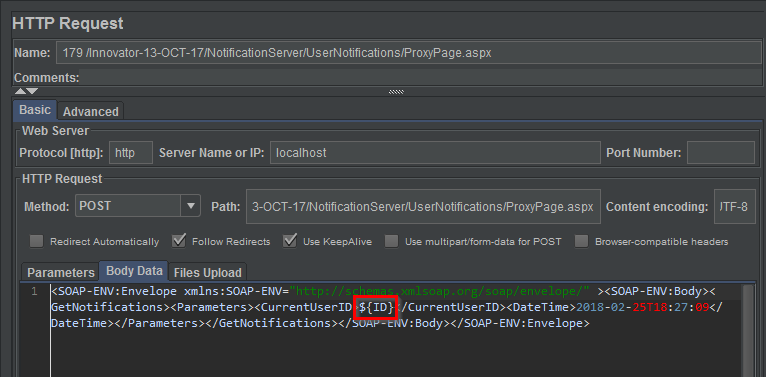 HTTP Request
Name: 179 /Innovator-13-OCT-17/NotificationServer/UserNotifications/ProxyPage.aspx
Comments:
Basic Advanced
Web Server
Protocol [http]: http Server Name or IP: localhost Port Number:
HTTP Request
Method: POST Path: 3-OCT-17/NotificationServer/UserNotifications/ProxyPage.aspx Content encoding: JTF-8
Redirect Automatically Follow Redirects Use KeepAlive Use multipart/form-data for POST Browser-compatible headers
Parameters Body Data Files Upload
1 <SOAP-ENV:Envelope xmlns:SOAP-ENV="http://schemas.xmlsoap.org/soap/envelope/" ><SOAP-ENV:Body><
GetNotifications><Parameters><CurrentUserID>${ID}</CurrentUserID><DateTime>2018-02-25T18:27:09</
DateTime></Parameters></GetNotifications></SOAP-ENV:Body></SOAP-ENV:Envelope>